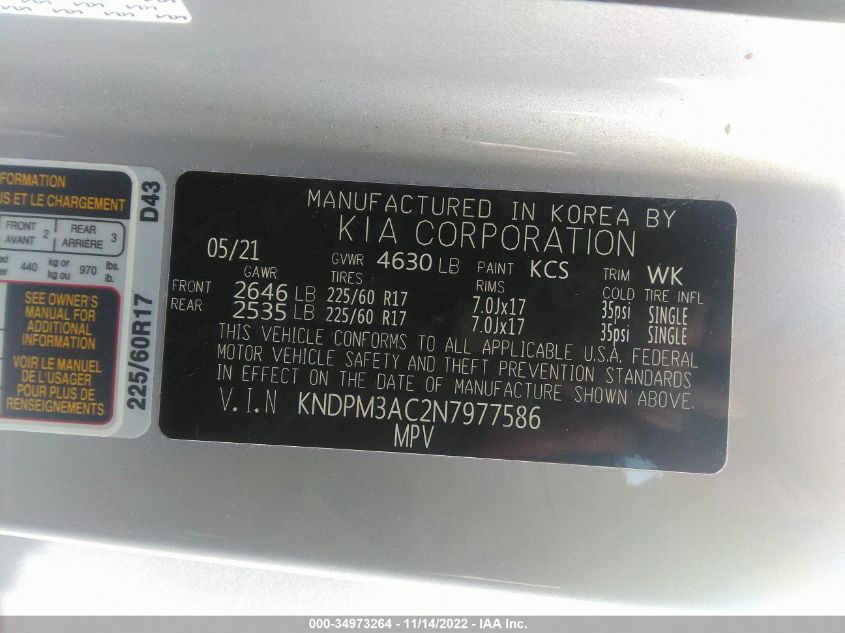 FORMATION
US ET LE CHARGEMENT
FRONT 2 REAR 3
AVANT ARRIÈRE
440 kg or 970 lbs.
kg ou lb.
SEE OWNER'S
MANUAL FOR
ADDITIONAL
INFORMATION
VOIR LE MANUEL
DE L'USAGER
POUR PLUS DE
RENSEIGNEMENTS
D43
225/60R17
MANUFACTURED IN KOREA BY
KIA CORPORATION
05/21 GVWR 4630 LB PAINT KCS TRIM WK
GAWR TIRES RIMS COLD TIRE INFL
FRONT 2646 LB 225/60 R17 7.0Jx17 35psi SINGLE
REAR 2535 LB 225/60 R17 7.0Jx17 35psi SINGLE
THIS VEHICLE CONFORMS TO ALL APPLICABLE U.S.A. FEDERAL
MOTOR VEHICLE SAFETY AND THEFT PREVENTION STANDARDS
IN EFFECT ON THE DATE OF MANUFACTURE SHOWN ABOVE.
V.I.N KNDPM3AC2N7977586
MPV
000-34973264 - 11/14/2022 - IAA Inc.